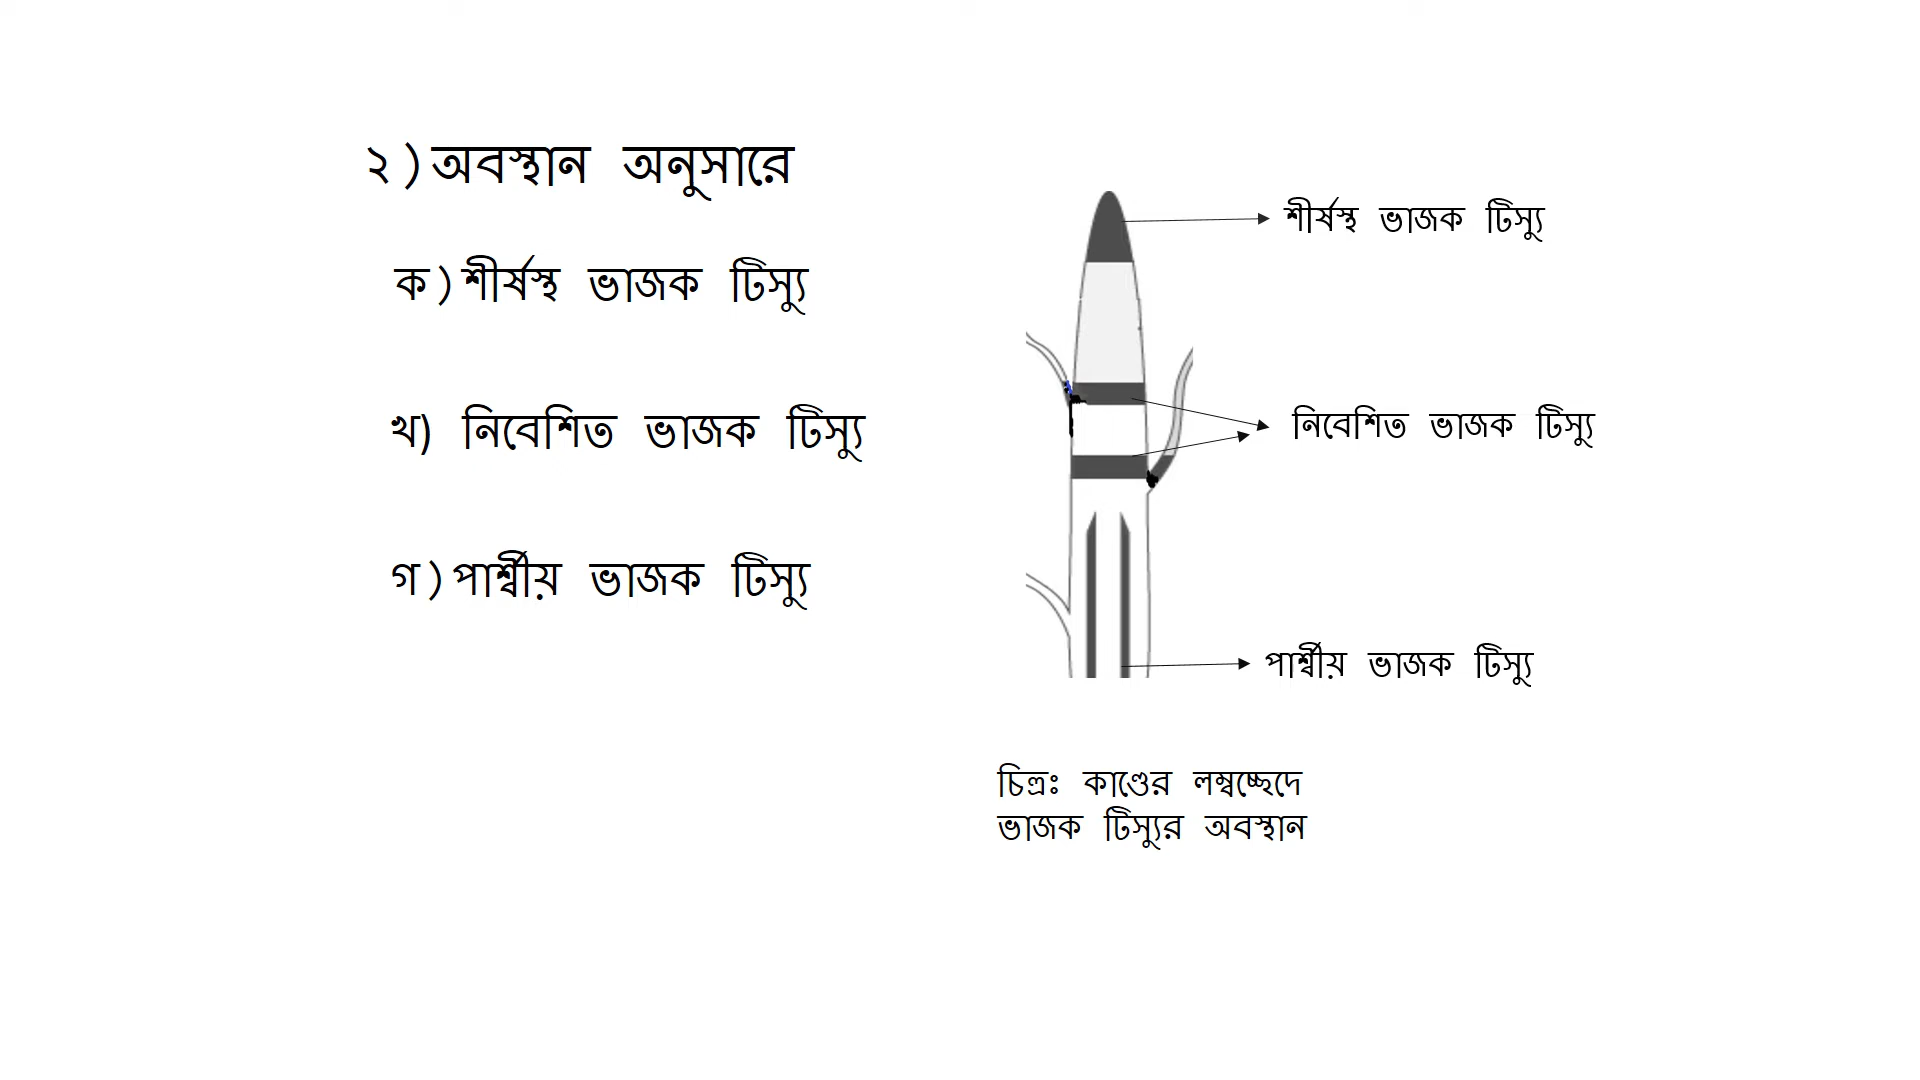 ২)অবস্থান অনুসারে
ক)শীর্ষস্থ ভাজক টিস্যু
খ) নিবেশিত ভাজক টিস্যু
গ)পার্শ্বীয় ভাজক টিস্যু
শীর্ষস্থ ভাজক টিস্যু
নিবেশিত ভাজক টিস্যু
পার্শ্বীয় ভাজক টিস্যু
চিত্রঃ কাণ্ডের লম্বচ্ছেদে
ভাজক টিস্যুর অবস্থান